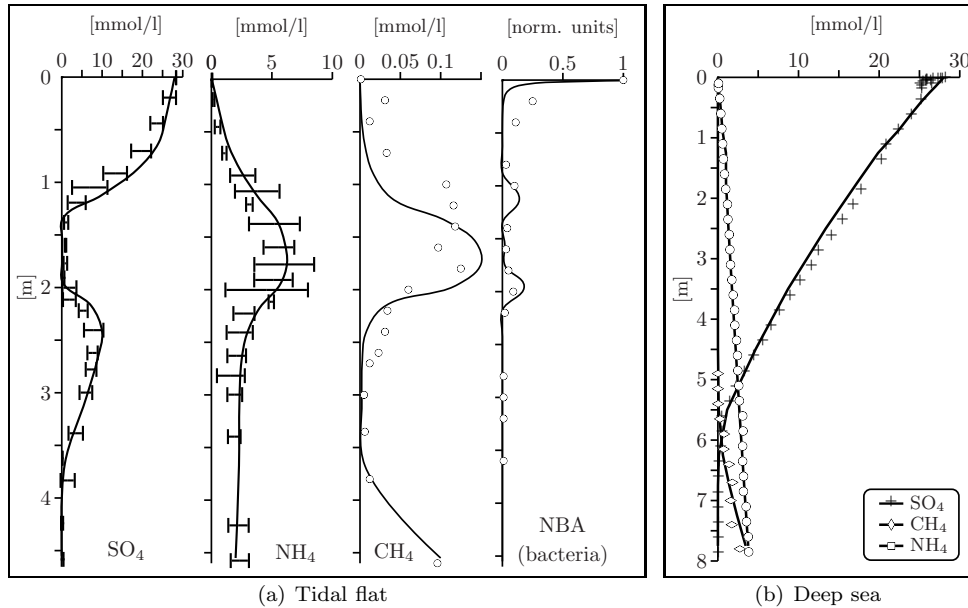 [mmol/l] [mmol/l] [mmol/l] [norm. units]
0 10 20 30 0 5 10 0 0.05 0.1 0 0.5 1
0
1
2
[m]
3
4
SO4 NH4 CH4 NBA
(bacteria)
(a) Tidal flat
[mmol/l]
0 10 20 30
0
1
2
3
[m]
4
5
6
7
8
SO4
CH4
NH4
(b) Deep sea